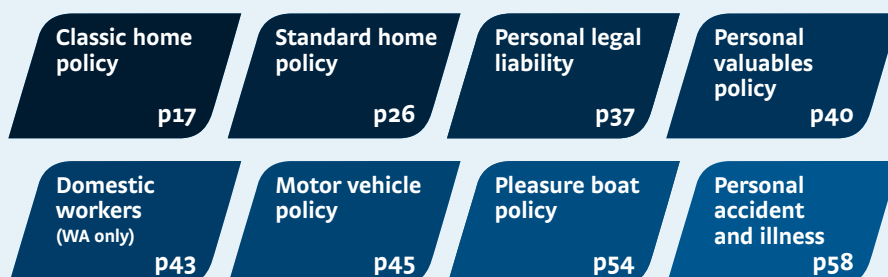 Classic home
policy
p17
Standard home
policy
p26
Personal legal
liability
p37
Personal
valuables
policy
p40
Domestic
workers
(WA only)
p43
Motor vehicle
policy
p45
Pleasure boat
policy
p54
Personal
accident
and illness
p58